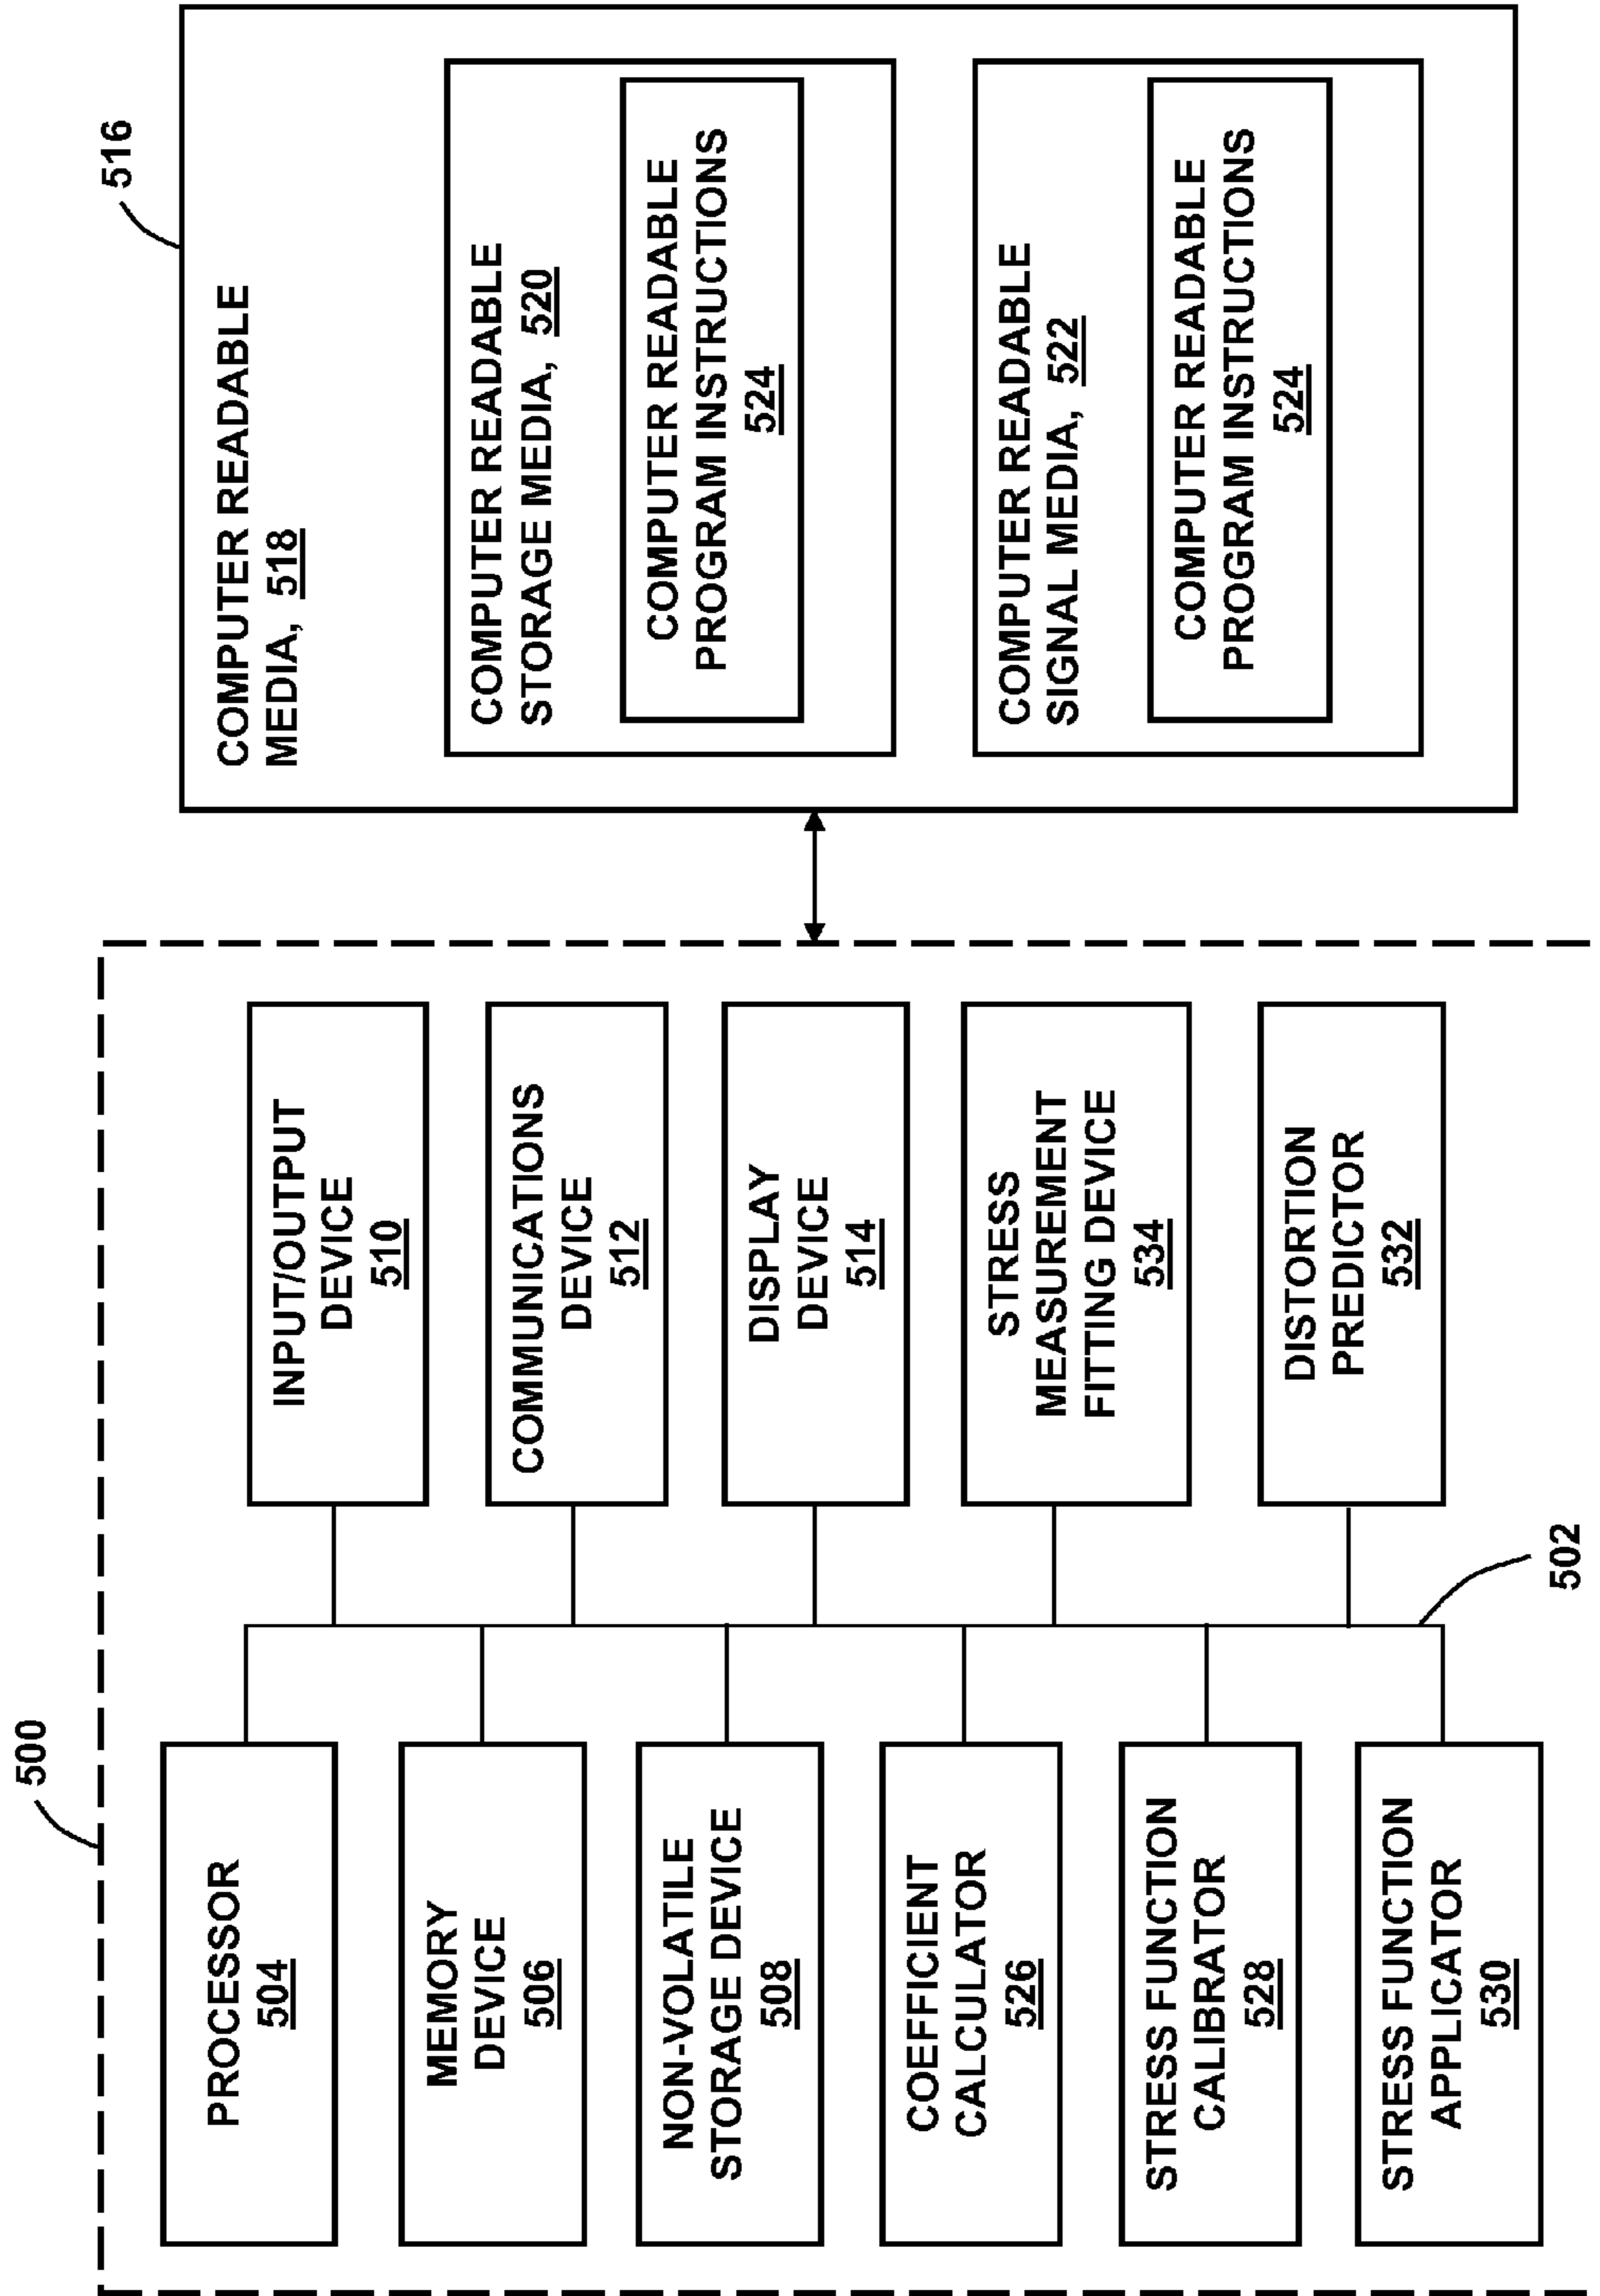 500
PROCESSOR
504
MEMORY
DEVICE
506
NON-VOLATILE
STORAGE DEVICE
508
COEFFICIENT
CALCULATOR
526
STRESS FUNCTION
CALIBRATOR
528
STRESS FUNCTION
APPLICATOR
530
INPUT/OUTPUT
DEVICE
510
COMMUNICATIONS
DEVICE
512
DISPLAY
DEVICE
514
STRESS
MEASUREMENT
FITTING DEVICE
534
DISTORTION
PREDICTOR
532
502
516
COMPUTER READABLE
MEDIA, 518
COMPUTER READABLE
STORAGE MEDIA, 520
COMPUTER READABLE
PROGRAM INSTRUCTIONS
524
COMPUTER READABLE
SIGNAL MEDIA, 522
COMPUTER READABLE
PROGRAM INSTRUCTIONS
524